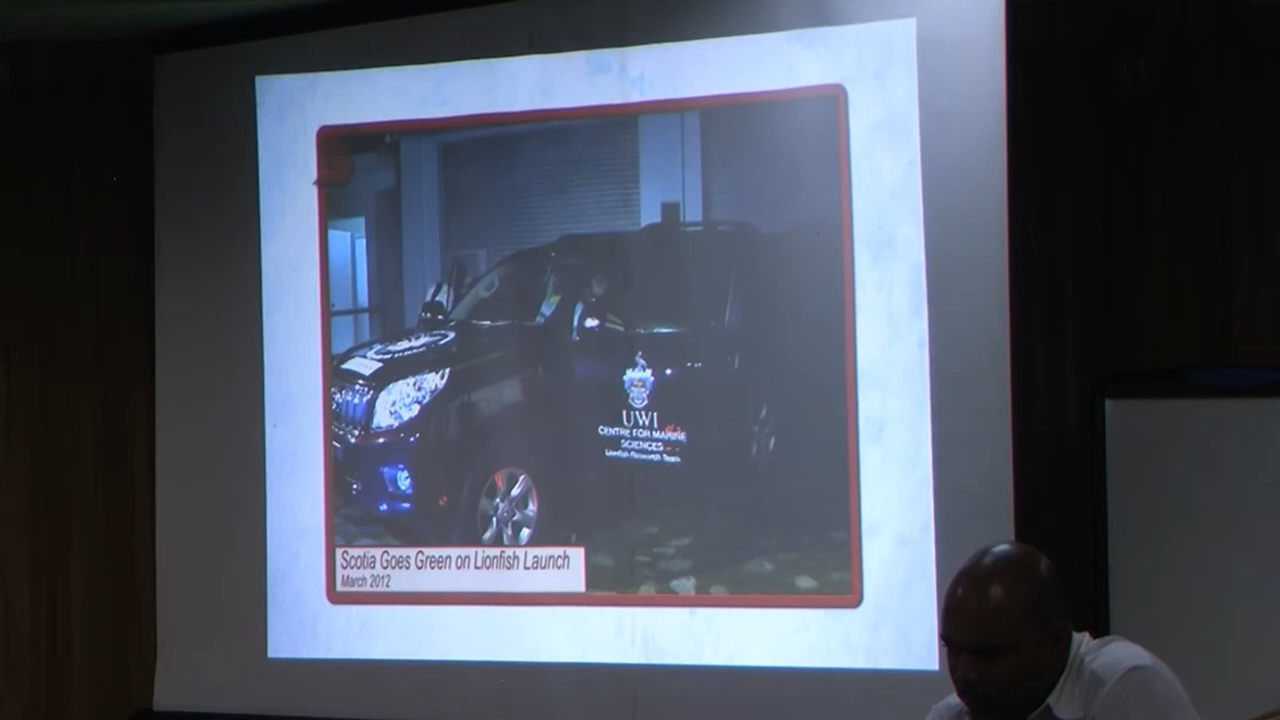 UWI
CENTRE FOR MARINE
SCIENCES
Lionfish Research Team
Scotia Goes Green on Lionfish Launch
March 2012